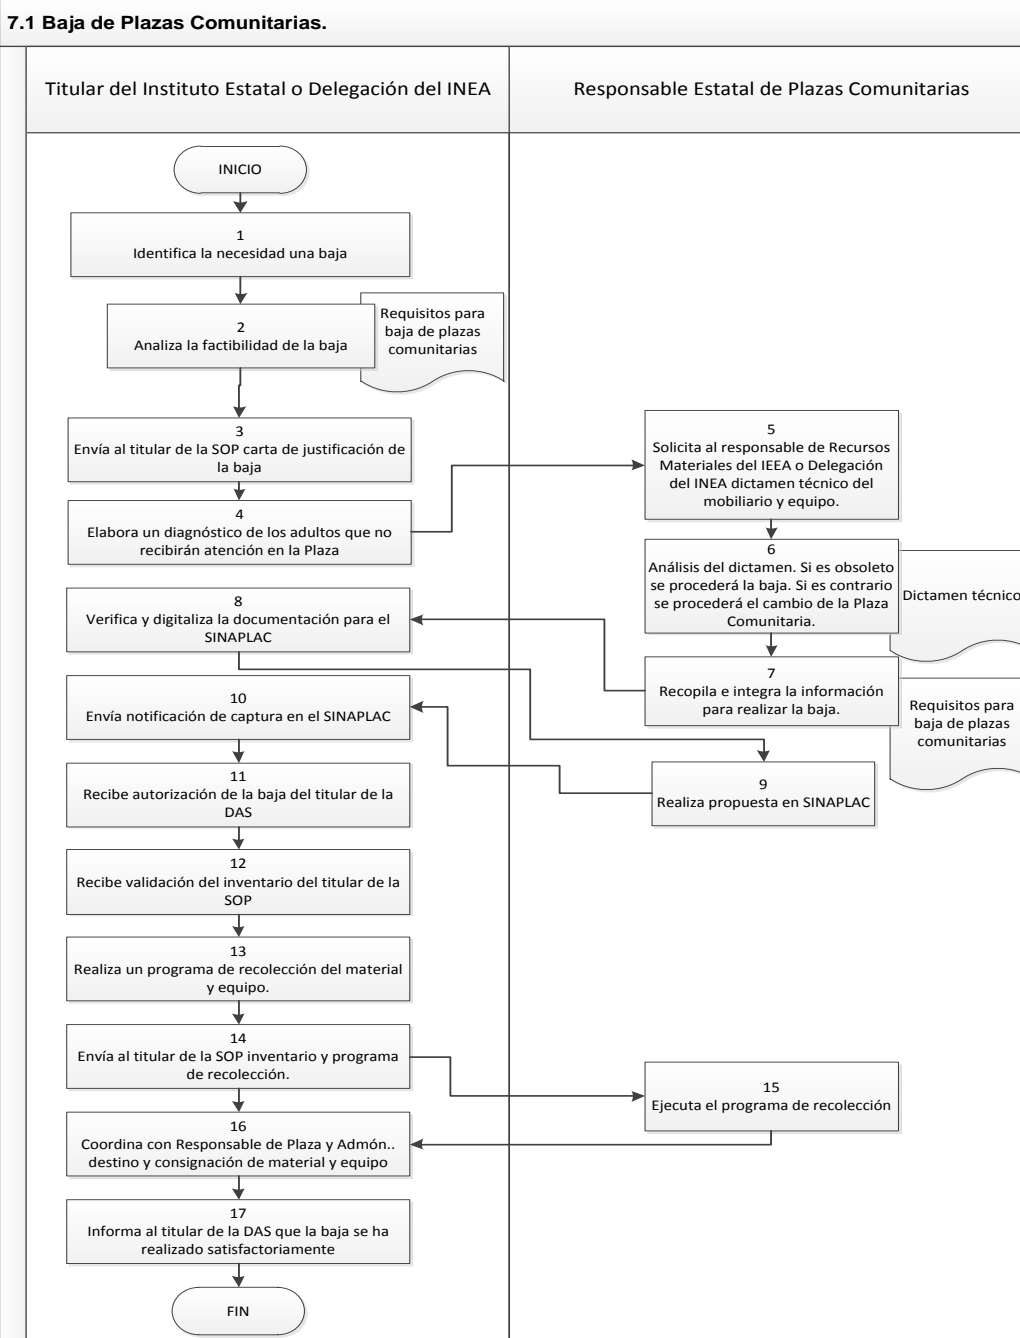 7.1 Baja de Plazas Comunitarias.
Titular del Instituto Estatal o Delegación del INEA
Responsable Estatal de Plazas Comunitarias
INICIO
1
Identifica la necesidad una baja
2
Analiza la factibilidad de la baja
Requisitos para
baja de plazas
comunitarias
3
Envía al titular de la SOP carta de justificación de
la baja
4
Elabora un diagnóstico de los adultos que no
recibirán atención en la Plaza
5
Solicita al responsable de Recursos
Materiales del IEEA o Delegación
del INEA dictamen técnico del
mobiliario y equipo.
6
Análisis del dictamen. Si es obsoleto
se procederá la baja. Si es contrario
se procederá el cambio de la Plaza
Comunitaria.
Dictamen técnico
7
Recopila e integra la información
para realizar la baja.
Requisitos para
baja de plazas
comunitarias
8
Verifica y digitaliza la documentación para el
SINAPLAC
9
Realiza propuesta en SINAPLAC
10
Envía notificación de captura en el SINAPLAC
11
Recibe autorización de la baja del titular de la
DAS
12
Recibe validación del inventario del titular de la
SOP
13
Realiza un programa de recolección del material
y equipo.
14
Envía al titular de la SOP inventario y programa
de recolección.
15
Ejecuta el programa de recolección
16
Coordina con Responsable de Plaza y Admón..
destino y consignación de material y equipo
17
Informa al titular de la DAS que la baja se ha
realizado satisfactoriamente
FIN